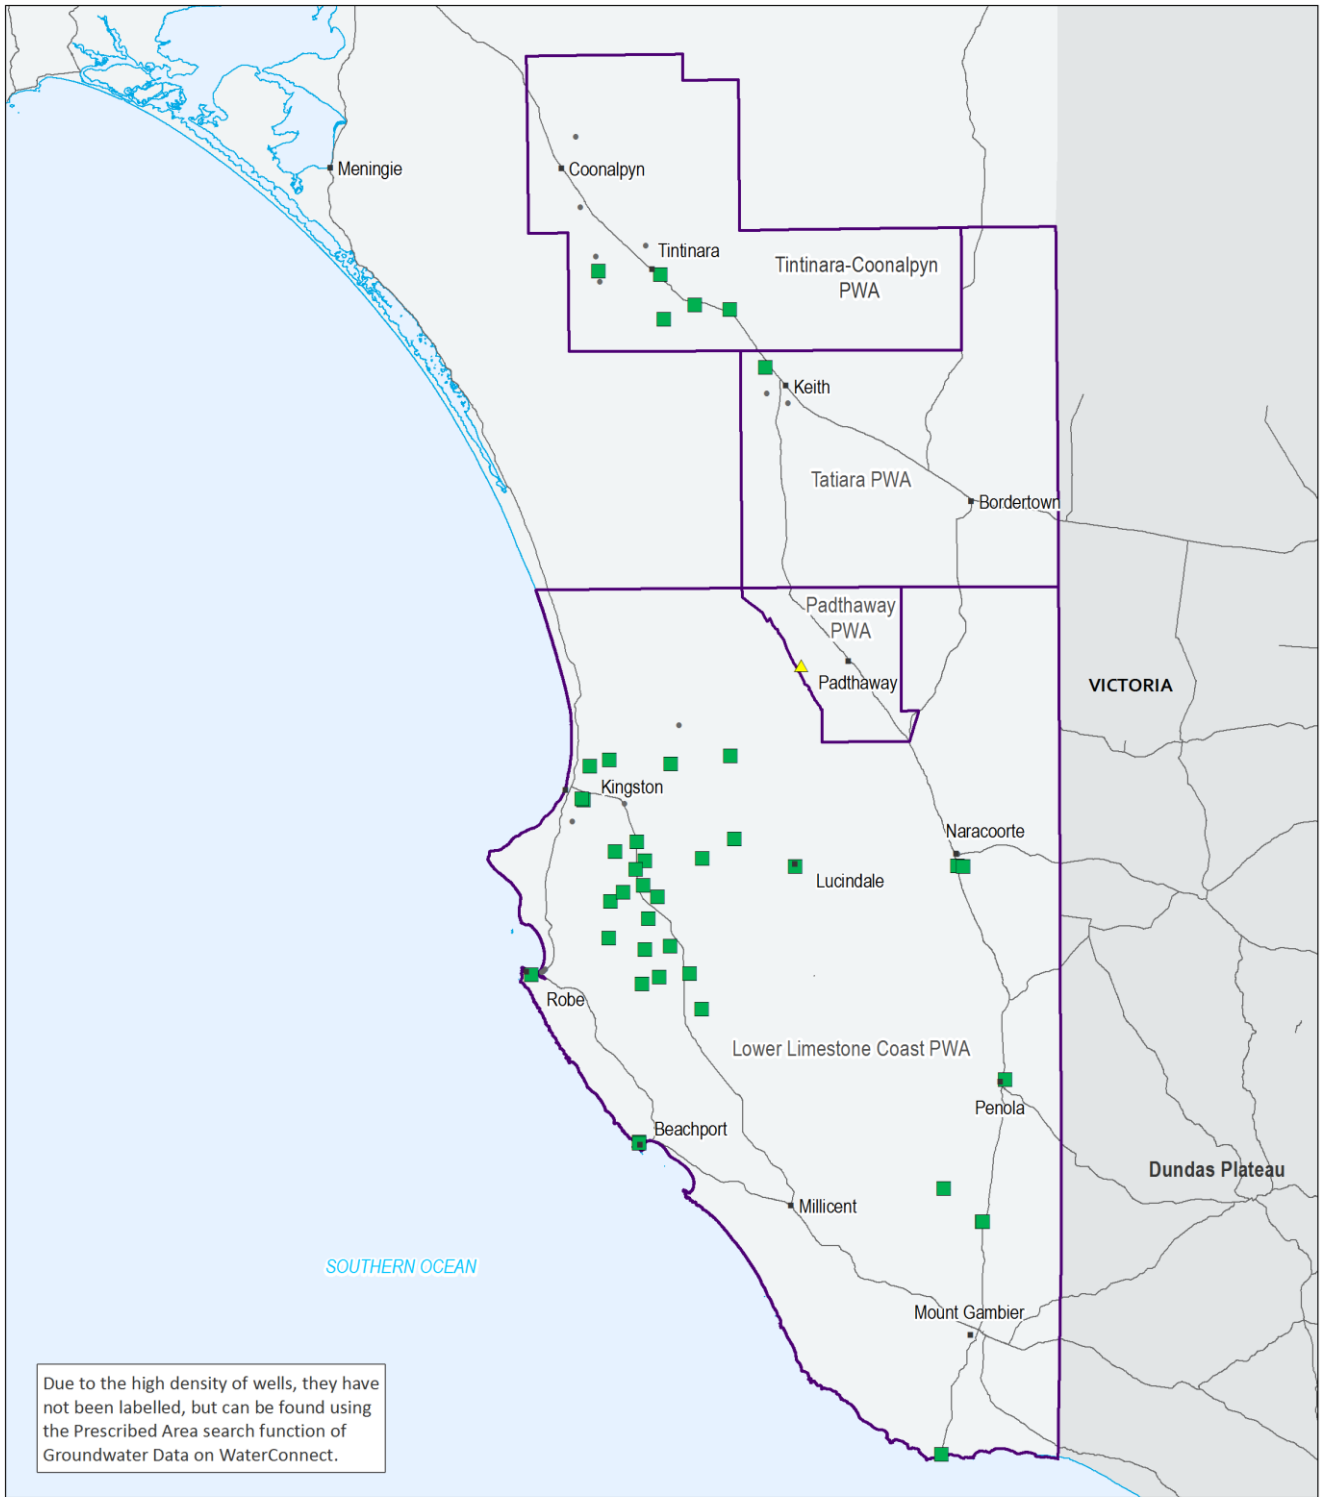 Meningie
Coonalpyn
Tintinara
Tintinara-Coonalpyn
PWA
Keith
Tatiara PWA
Bordertown
Padthaway
PWA
Padthaway
VICTORIA
Kingston
Naracoorte
Lucindale
Robe
Lower Limestone Coast PWA
Penola
Beachport
Dundas Plateau
Millicent
SOUTHERN OCEAN
Mount Gambier
Due to the high density of wells, they have
not been labelled, but can be found using
the Prescribed Area search function of
Groundwater Data on WaterConnect.